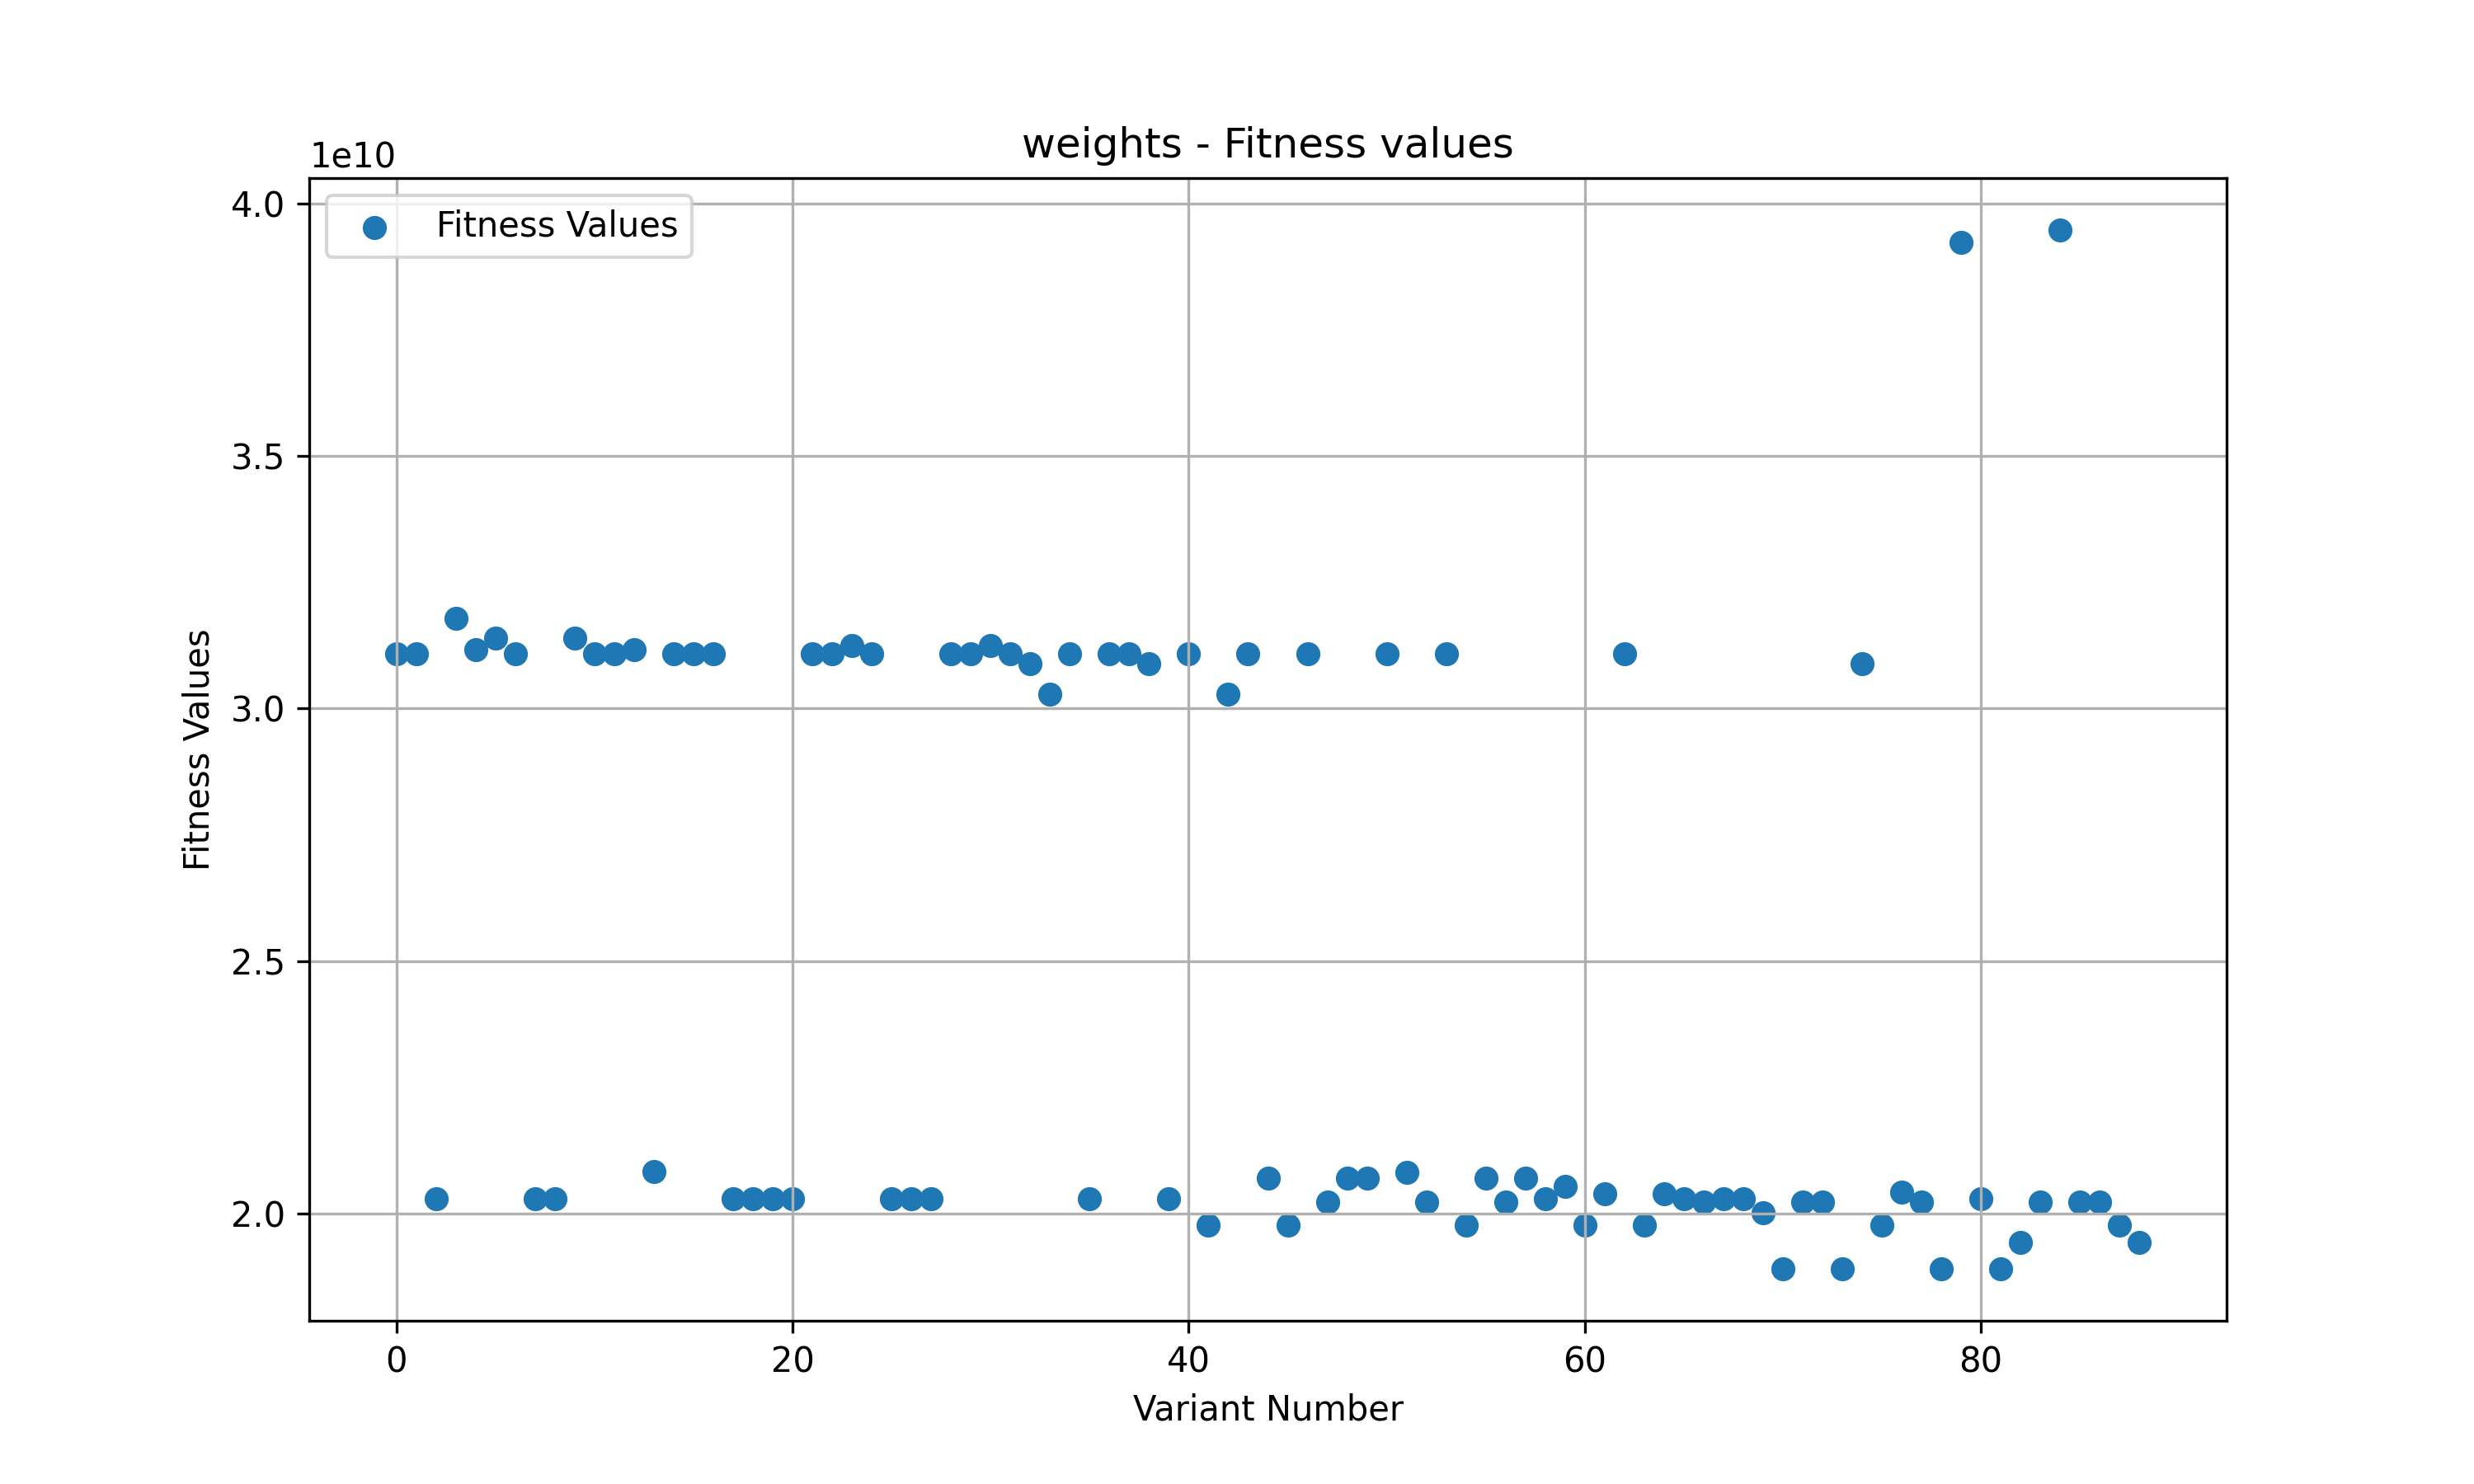 weights - Fitness values
1e10
Fitness Values
4.0
3.5
3.0
2.5
2.0
Fitness Values
0 20 40 60 80
Variant Number